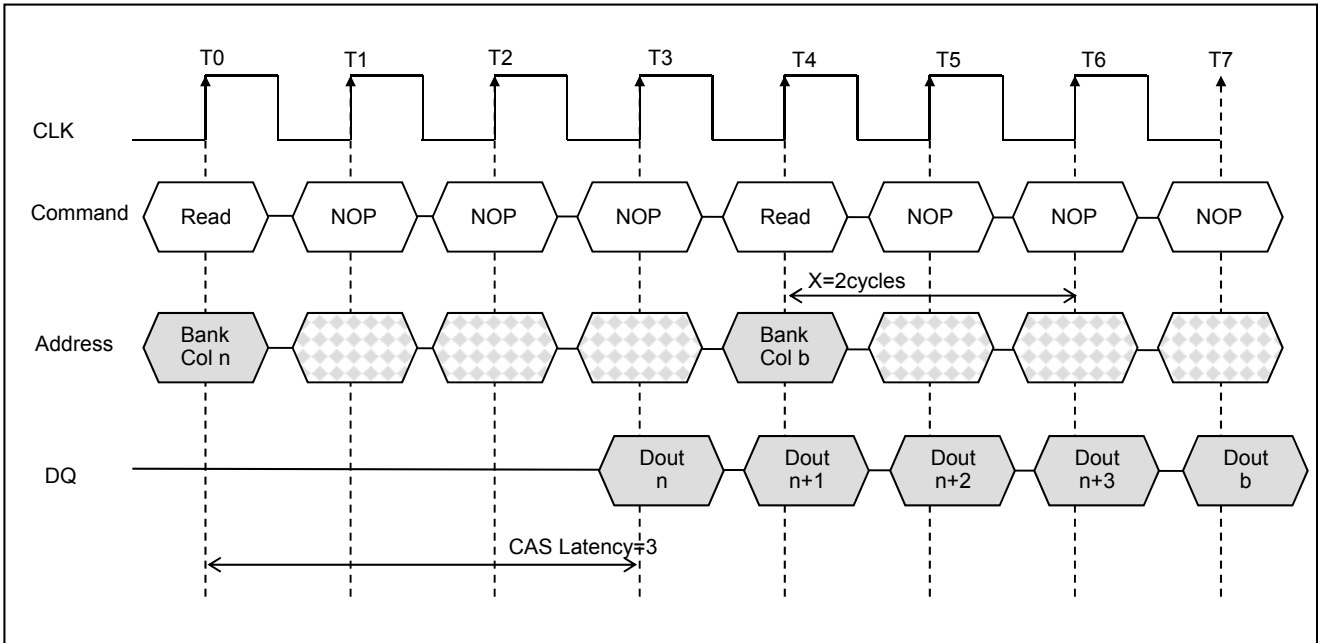 T0 T1 T2 T3 T4 T5 T6 T7
CLK
Command Read NOP NOP NOP Read NOP NOP NOP
X=2cycles
Address Bank Bank
Col n Col b
DQ Dout Dout Dout Dout Dout
n n+1 n+2 n+3 b
CAS Latency=3